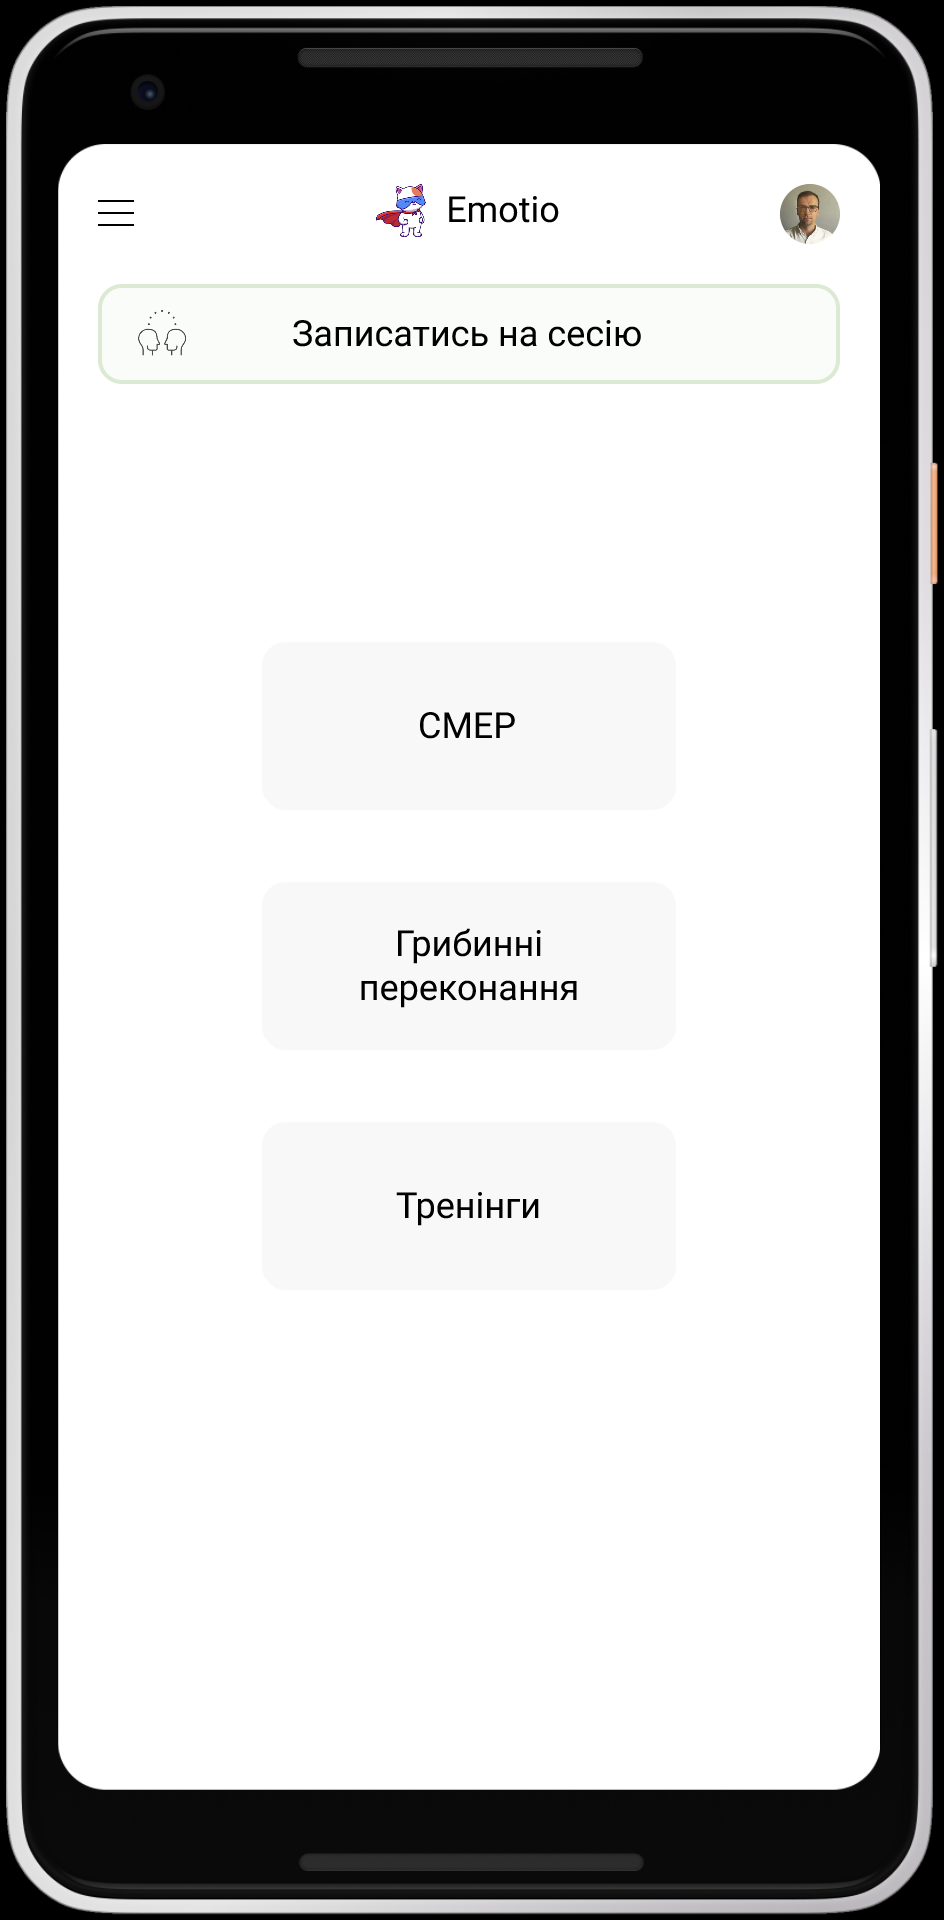 Emotio
Записатись на сесію
СМЕР
Грибинні
переконання
Тренінги